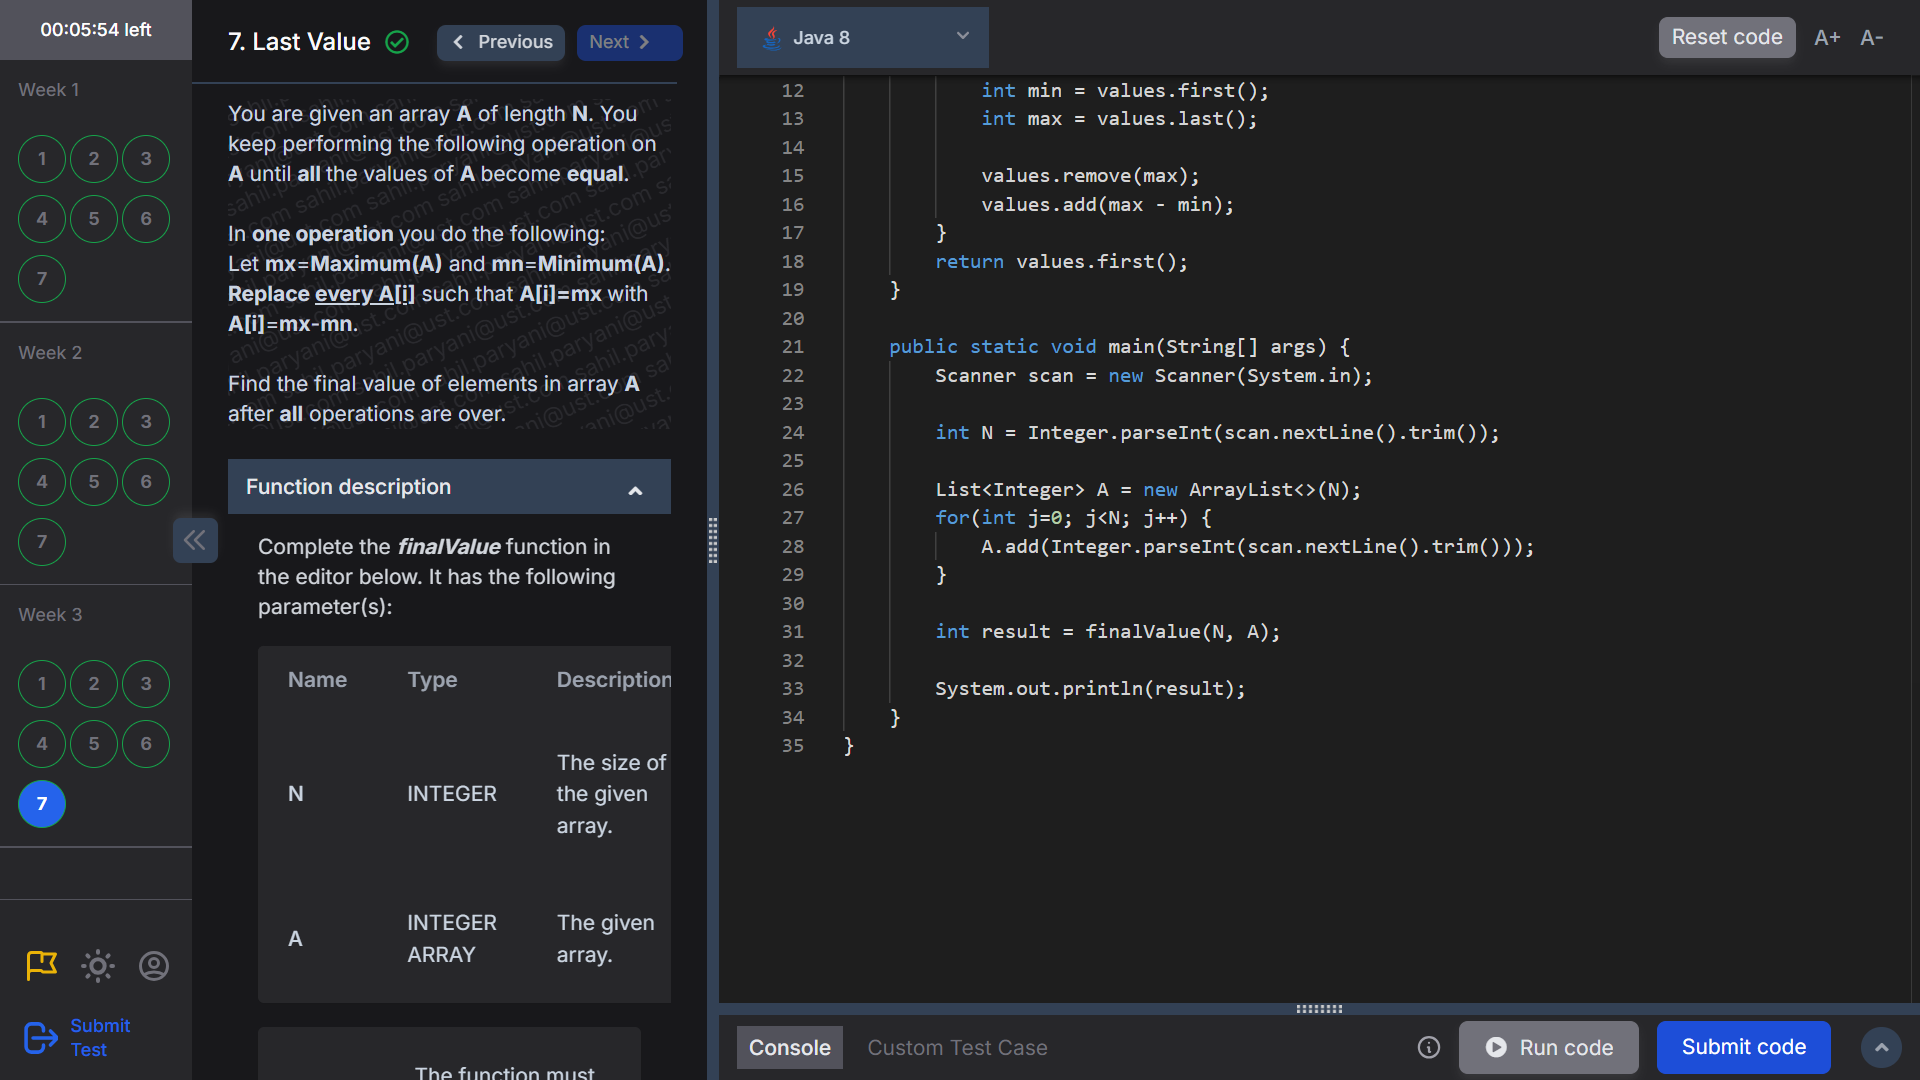 00:05:54 left
Week 1
1 2 3
4 5 6
7
Week 2
1 2 3
4 5 6
7
Week 3
1 2 3
4 5 6
7
Submit
Test
7. Last Value
Previous
Next
You are given an array A of length N. You
keep performing the following operation on
A until all the values of A become equal.
In one operation you do the following:
Let mx=Maximum(A) and mn=Minimum(A).
Replace every A[i] such that A[i]=mx with
A[i]=mx-mn.
Find the final value of elements in array A
after all operations are over.
Function description
Complete the finalValue function in
the editor below. It has the following
parameter(s):
Name Type Description
N INTEGER The size of
the given
array.
A INTEGER
ARRAY
The given
array.
The function must
Java 8
Reset code
A+ A-
12 int min = values.first();
13 int max = values.last();
14
15 values.remove(max);
16 values.add(max - min);
17 }
18 return values.first();
19 }
20
21 public static void main(String[] args) {
22 Scanner scan = new Scanner(System.in);
23
24 int N = Integer.parseInt(scan.nextLine().trim());
25
26 List<Integer> A = new ArrayList<>(N);
27 for(int j=0; j<N; j++) {
28 A.add(Integer.parseInt(scan.nextLine().trim()));
29 }
30
31 int result = finalValue(N, A);
32
33 System.out.println(result);
34 }
35 }
Console
Custom Test Case
Run code
Submit code